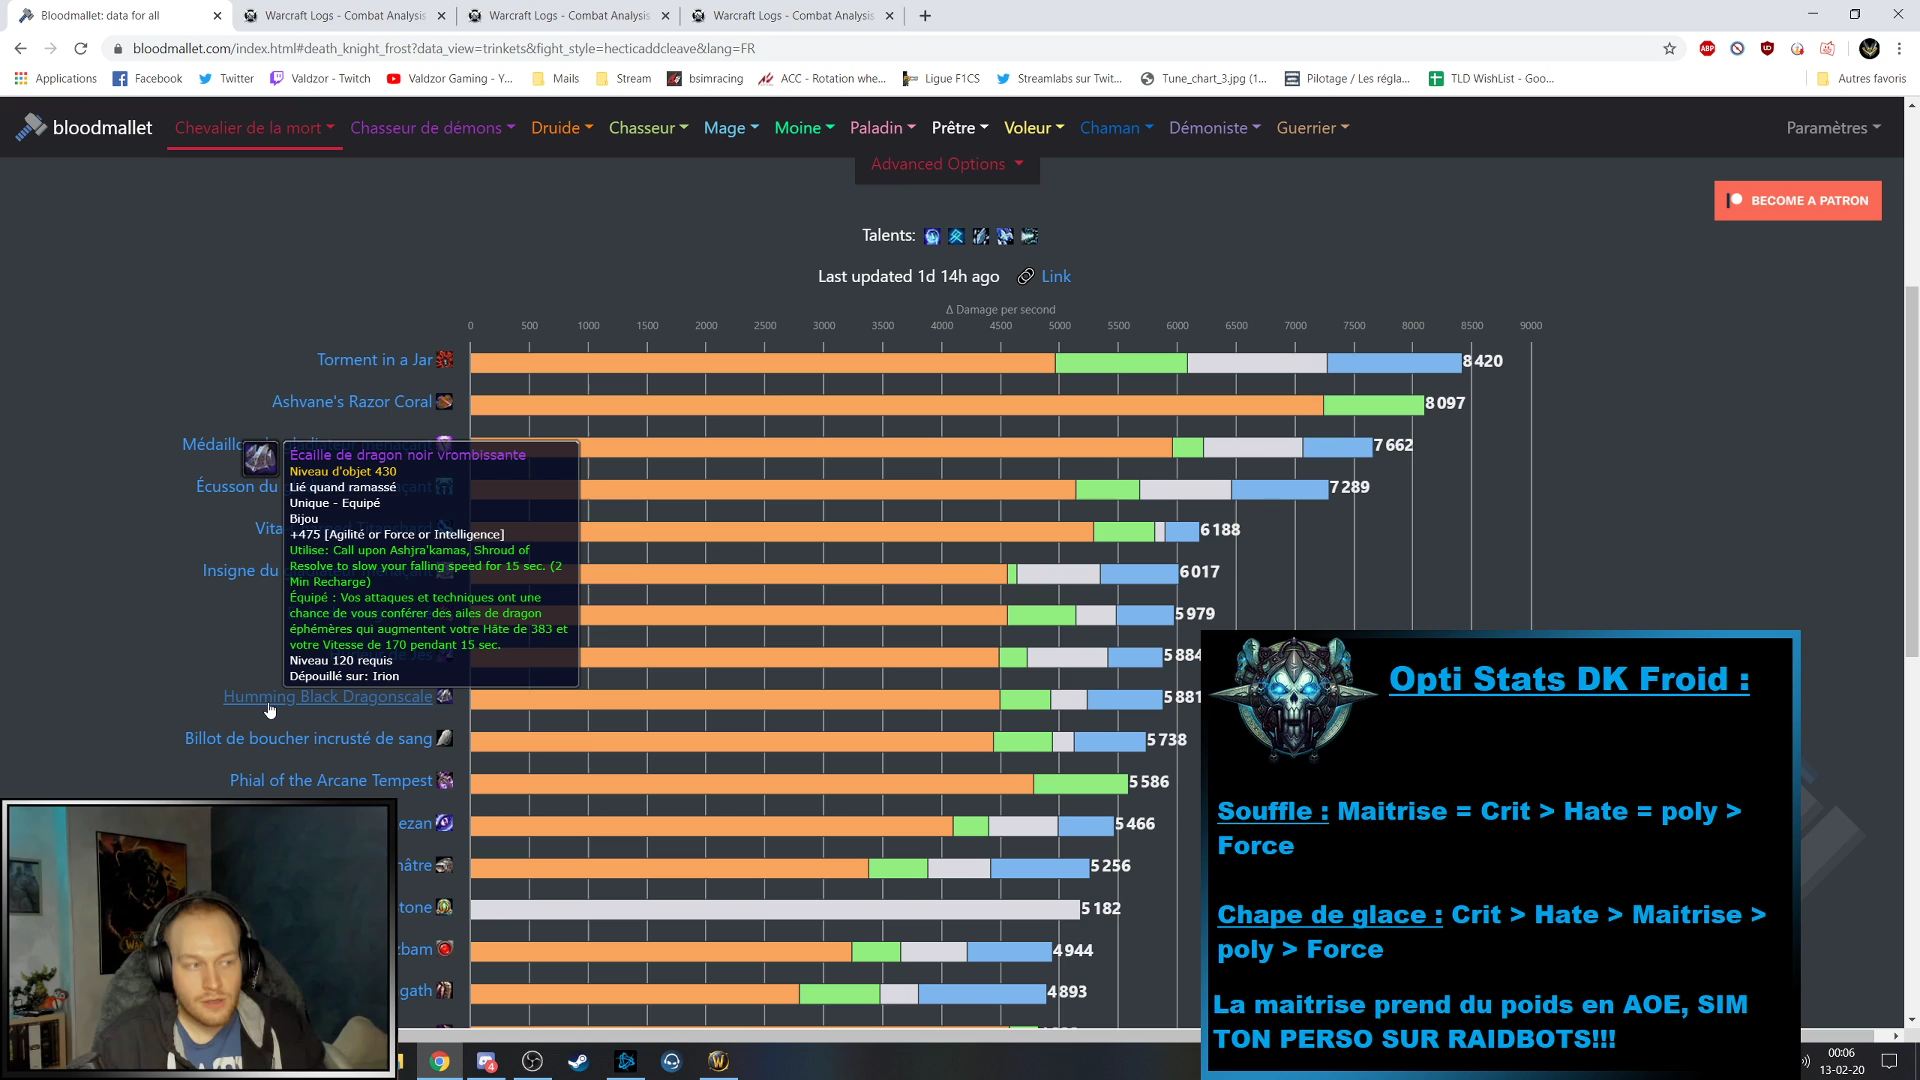 Bloodmallet: data for all
Warcraft Logs - Combat Analysis
Warcraft Logs - Combat Analysis
Warcraft Logs - Combat Analysis
bloodmallet.com/index.html#death_knight_frost?data_view=trinkets&fight_style=hecticaddcleave&lang=FR
Applications Facebook Twitter Valdzor - Twitch Valdzor Gaming - Y... Mails Stream bsimracing ACC - Rotation whe... Ligue F1CS Streamlabs sur Twit... Tune_chart_3.jpg (1... Pilotage / Les régla... TLD WishList - Goo... Autres favoris
bloodmallet Chevalier de la mort Chasseur de démons Druide Chasseur Mage Moine Paladin Prêtre Voleur Chaman Démoniste Guerrier Paramètres
Advanced Options
BECOME A PATRON
Talents:
Last updated 1d 14h ago Link
Δ Damage per second
0 500 1000 1500 2000 2500 3000 3500 4000 4500 5000 5500 6000 6500 7000 7500 8000 8500 9000
Torment in a Jar 8 420
Ashvane's Razor Coral 8 097
7 662
Écusson du 7 289
6 188
Insigne du 6 017
5 979
5 884
Écaille de dragon noir vrombissante
Niveau d'objet 430
Lié quand ramassé
Unique - Equipé
Bijou
+475 [Agilité or Force or Intelligence]
Utilise: Call upon Ashjra'kamas, Shroud of
Resolve to slow your falling speed for 15 sec. (2
Min Recharge)
Équipé : Vos attaques et techniques ont une
chance de vous conférer des ailes de dragon
éphémères qui augmentent votre Hâte de 383 et
votre Vitesse de 170 pendant 15 sec.
Niveau 120 requis
Dépouillé sur: Irion
Humming Black Dragonscale 5 881
Billot de boucher incrusté de sang 5 738
Phial of the Arcane Tempest 5 586
ezan 5 466
hâtre 5 256
tone 5 182
zbam 4 944
gath 4 893
Opti Stats DK Froid :
Souffle : Maitrise = Crit > Hate = poly >
Force
Chape de glace : Crit > Hate > Maitrise >
poly > Force
La maitrise prend du poids en AOE, SIM
TON PERSO SUR RAIDBOTS!!!
00:06
13-02-20